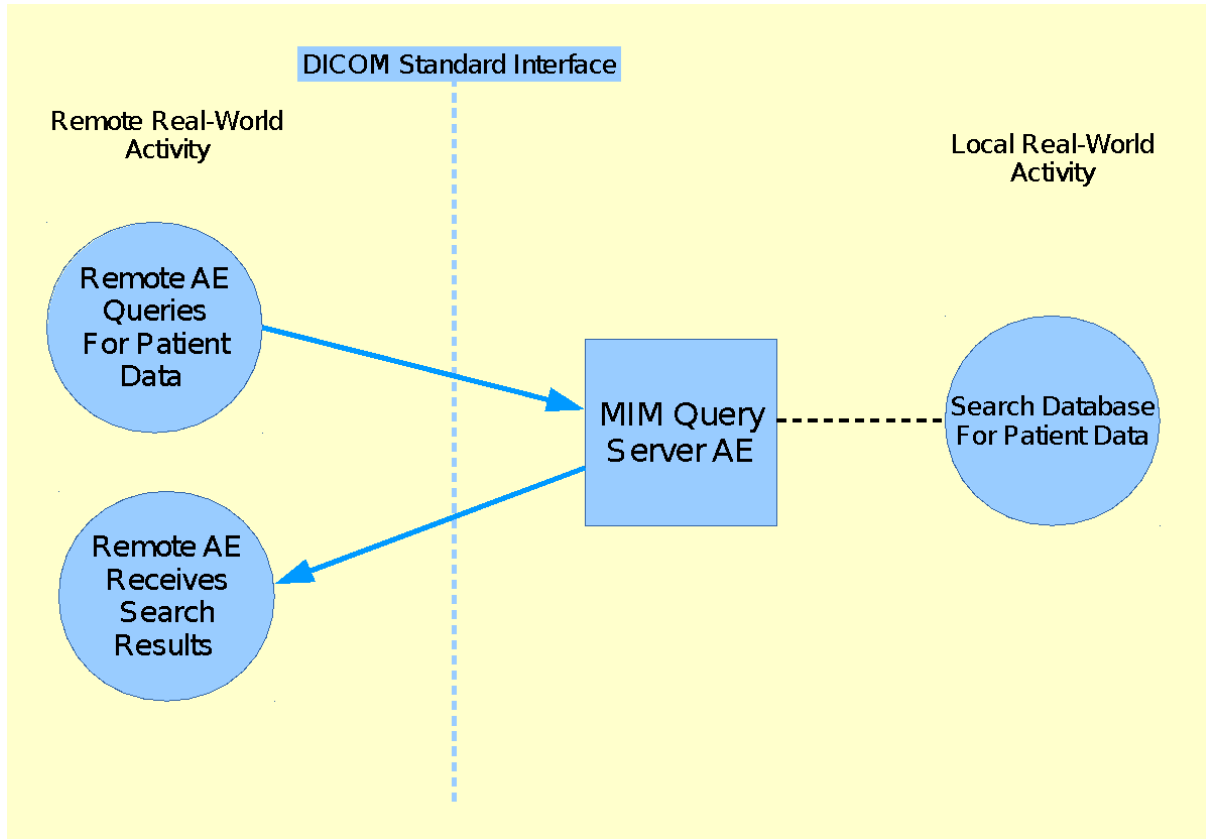 DICOM Standard Interface
Remote Real-World
Activity
Local Real-World
Activity
Remote AE
Queries
For Patient
Data
MIM Query
Server AE
Search Database
For Patient Data
Remote AE
Receives
Search
Results